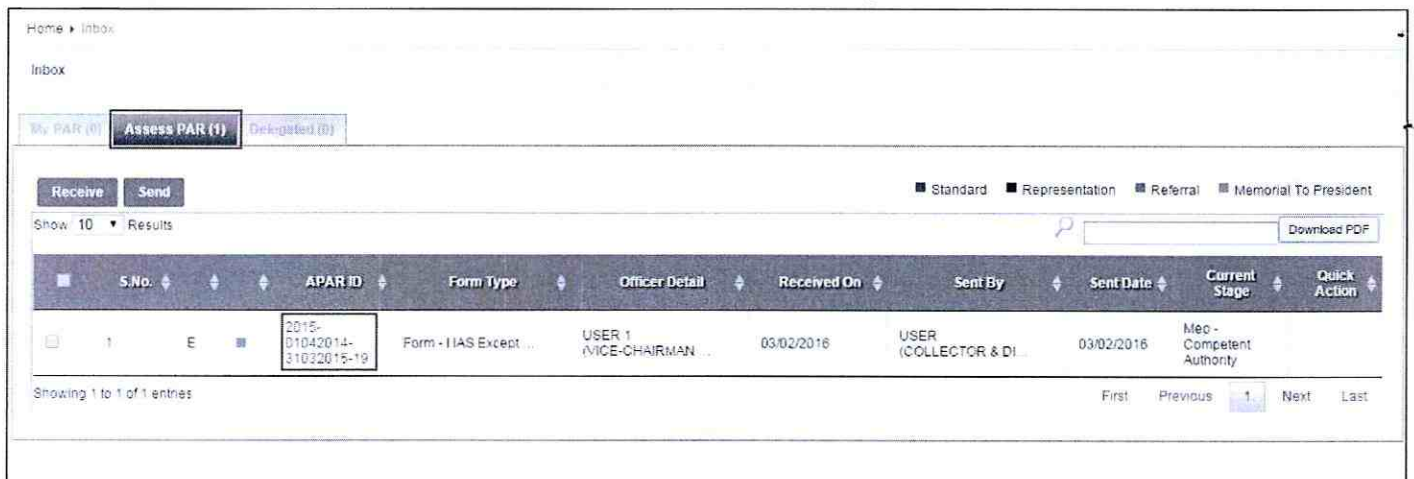 Home ▸ Inbox
Inbox
My PAR (0) Assess PAR (1) Delegated (0)
Receive Send Standard Representation Referral Memorial To President
Show 10 Results Download PDF
S.No. APAR ID Form Type Officer Detail Received On Sent By Sent Date Current Stage Quick Action
1 E 2015-01042014-31032015-19 Form - IIAS Except ... USER 1 (VICE-CHAIRMAN ... 03/02/2016 USER (COLLECTOR & DI... 03/02/2016 Mep - Competent Authority
Showing 1 to 1 of 1 entries First Previous 1 Next Last